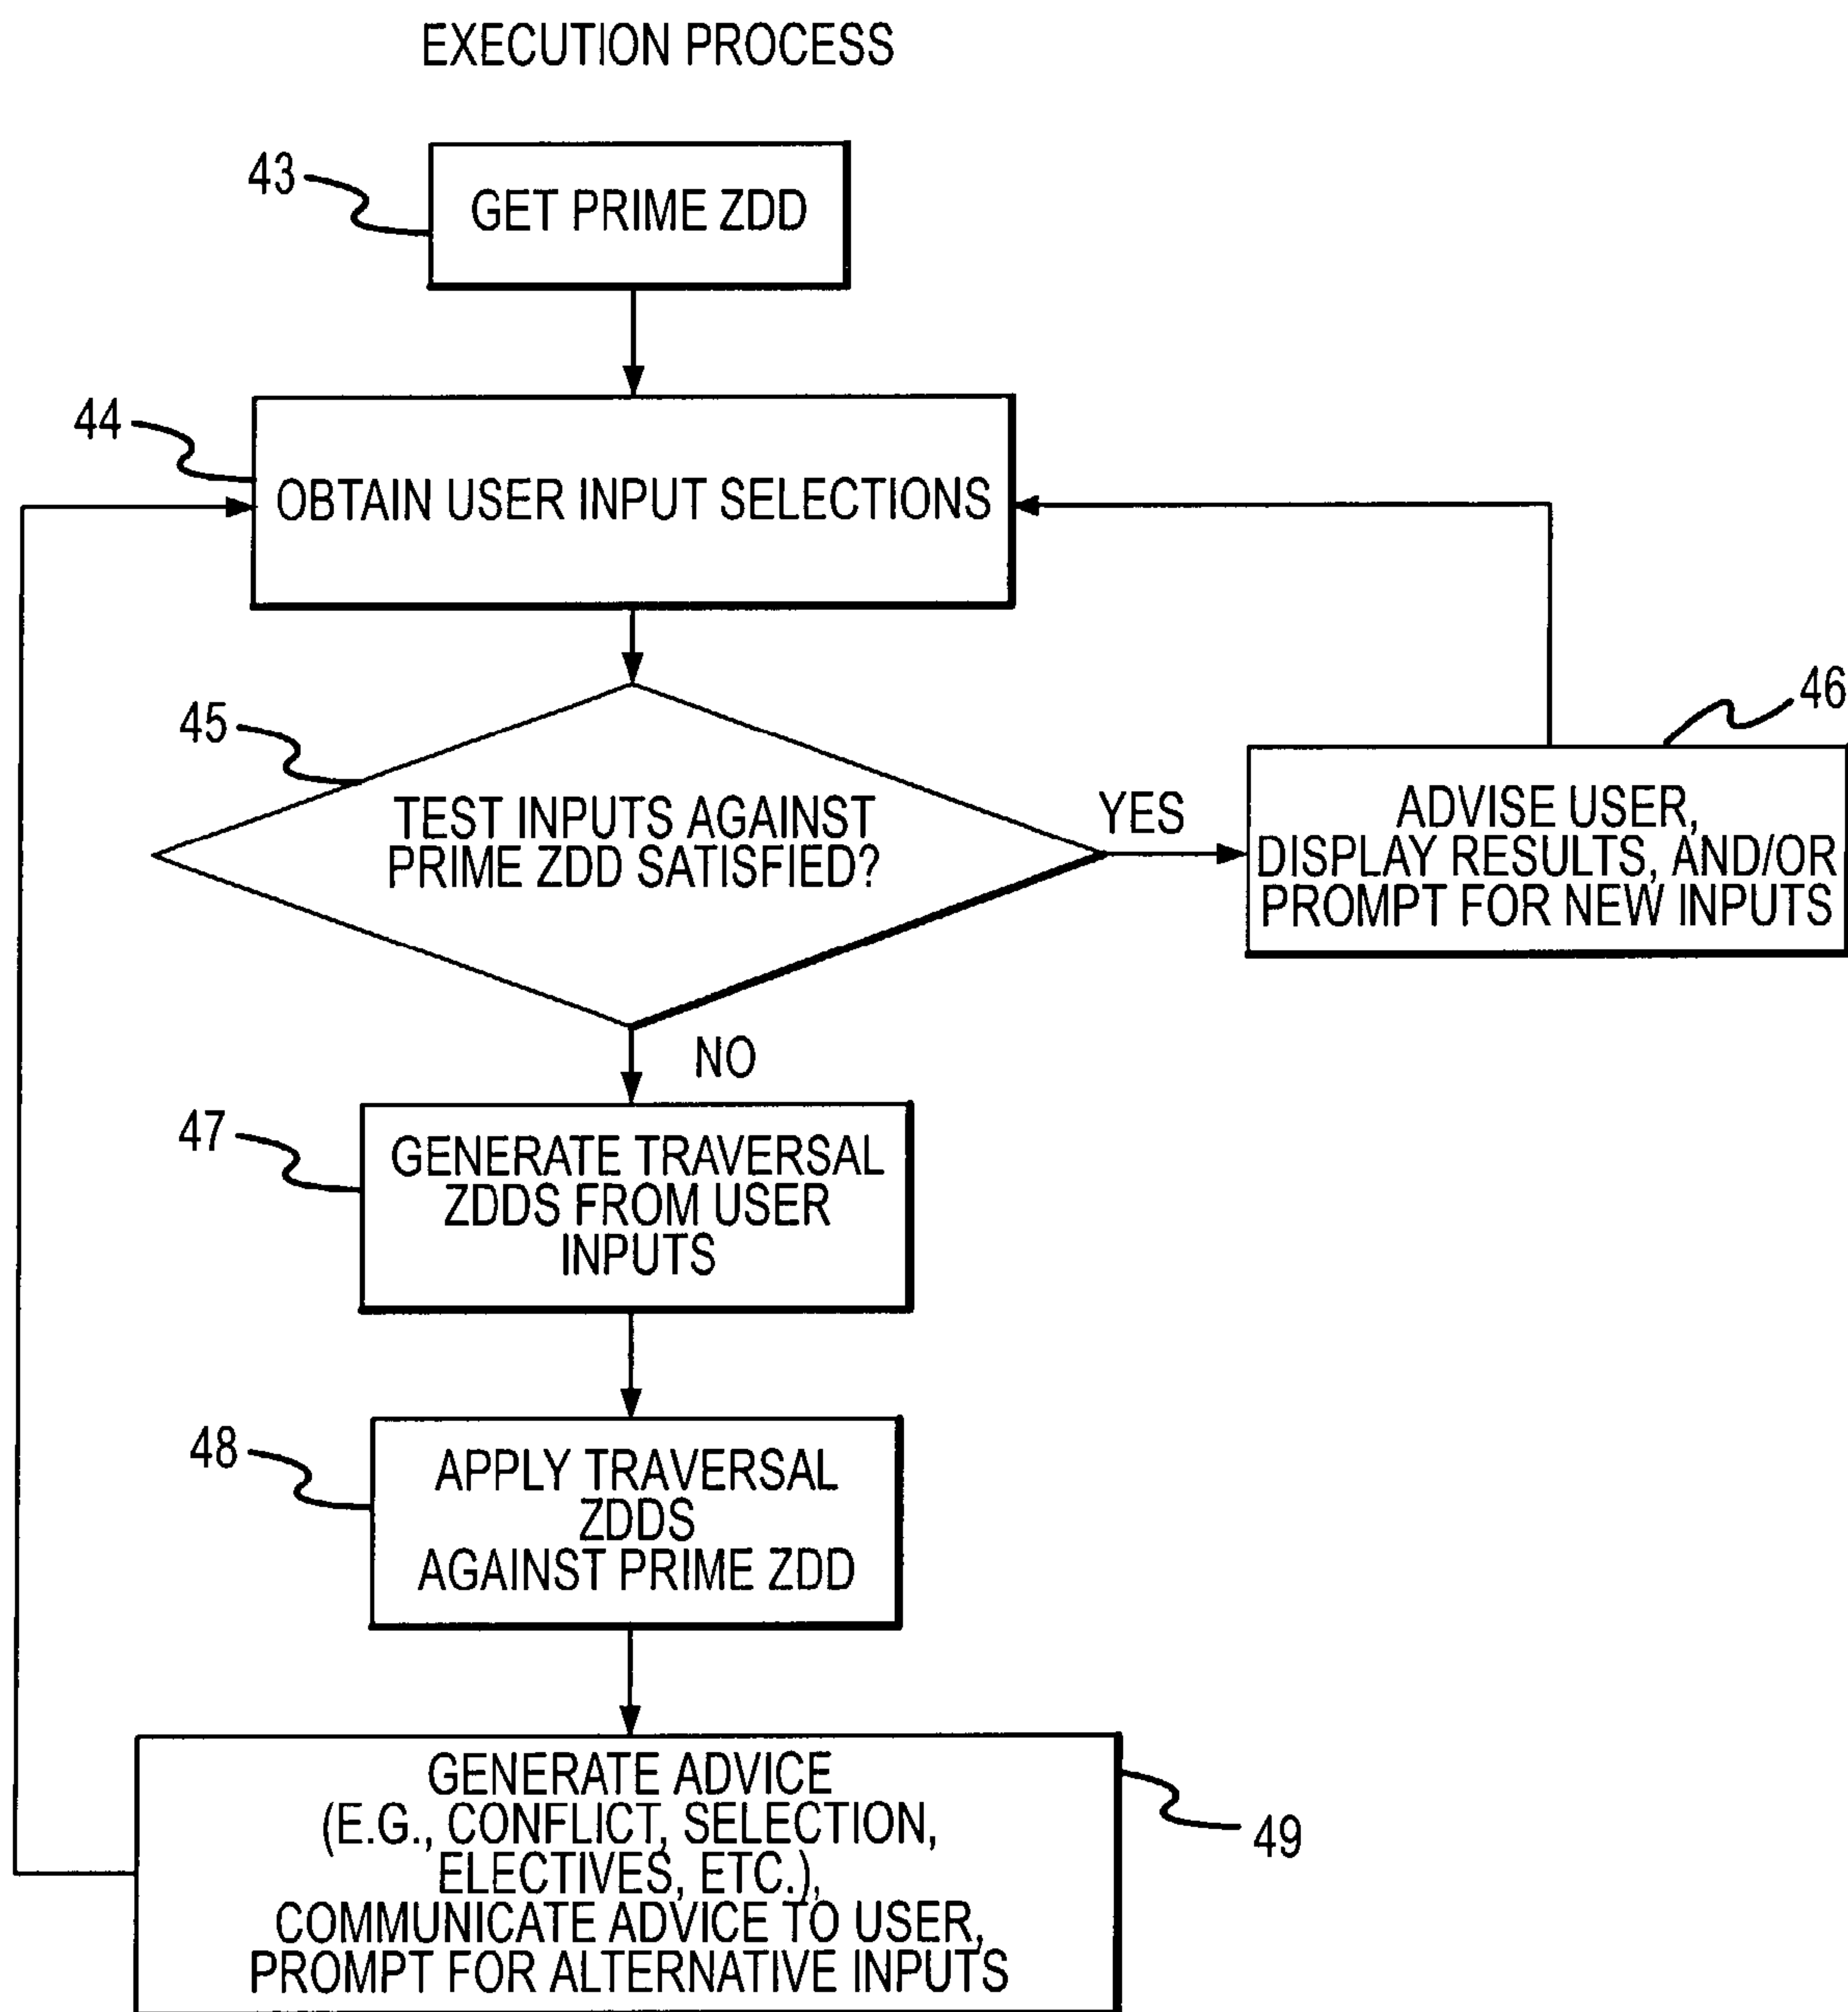 EXECUTION PROCESS
43
GET PRIME ZDD
44
OBTAIN USER INPUT SELECTIONS
45
TEST INPUTS AGAINST
PRIME ZDD SATISFIED?
YES
46
ADVISE USER,
DISPLAY RESULTS, AND/OR
PROMPT FOR NEW INPUTS
NO
47
GENERATE TRAVERSAL
ZDDS FROM USER
INPUTS
48
APPLY TRAVERSAL
ZDDS
AGAINST PRIME ZDD
GENERATE ADVICE
(E.G., CONFLICT, SELECTION,
ELECTIVES, ETC.),
COMMUNICATE ADVICE TO USER,
PROMPT FOR ALTERNATIVE INPUTS
49